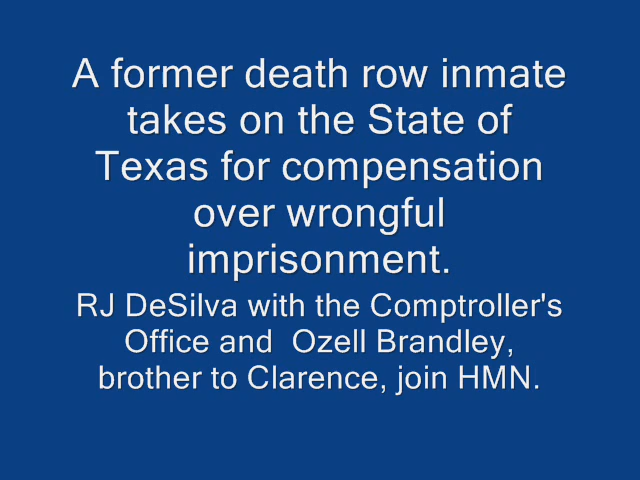 A former death row inmate
takes on the State of
Texas for compensation
over wrongful
imprisonment.
RJ DeSilva with the Comptroller's
Office and  Ozell Brandley,
brother to Clarence, join HMN.